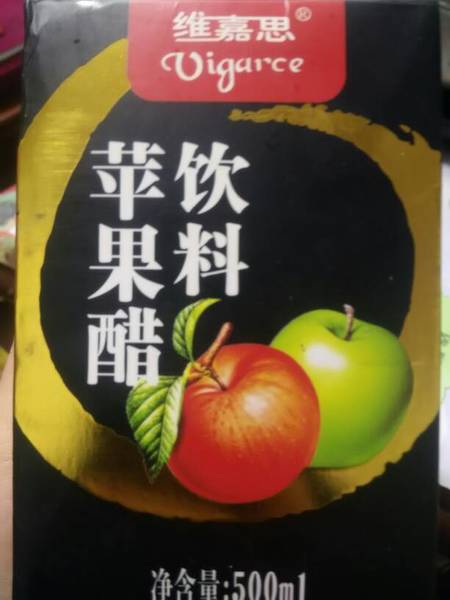 维嘉思®
Vigarce
苹果醋
饮料
净含量:500ml